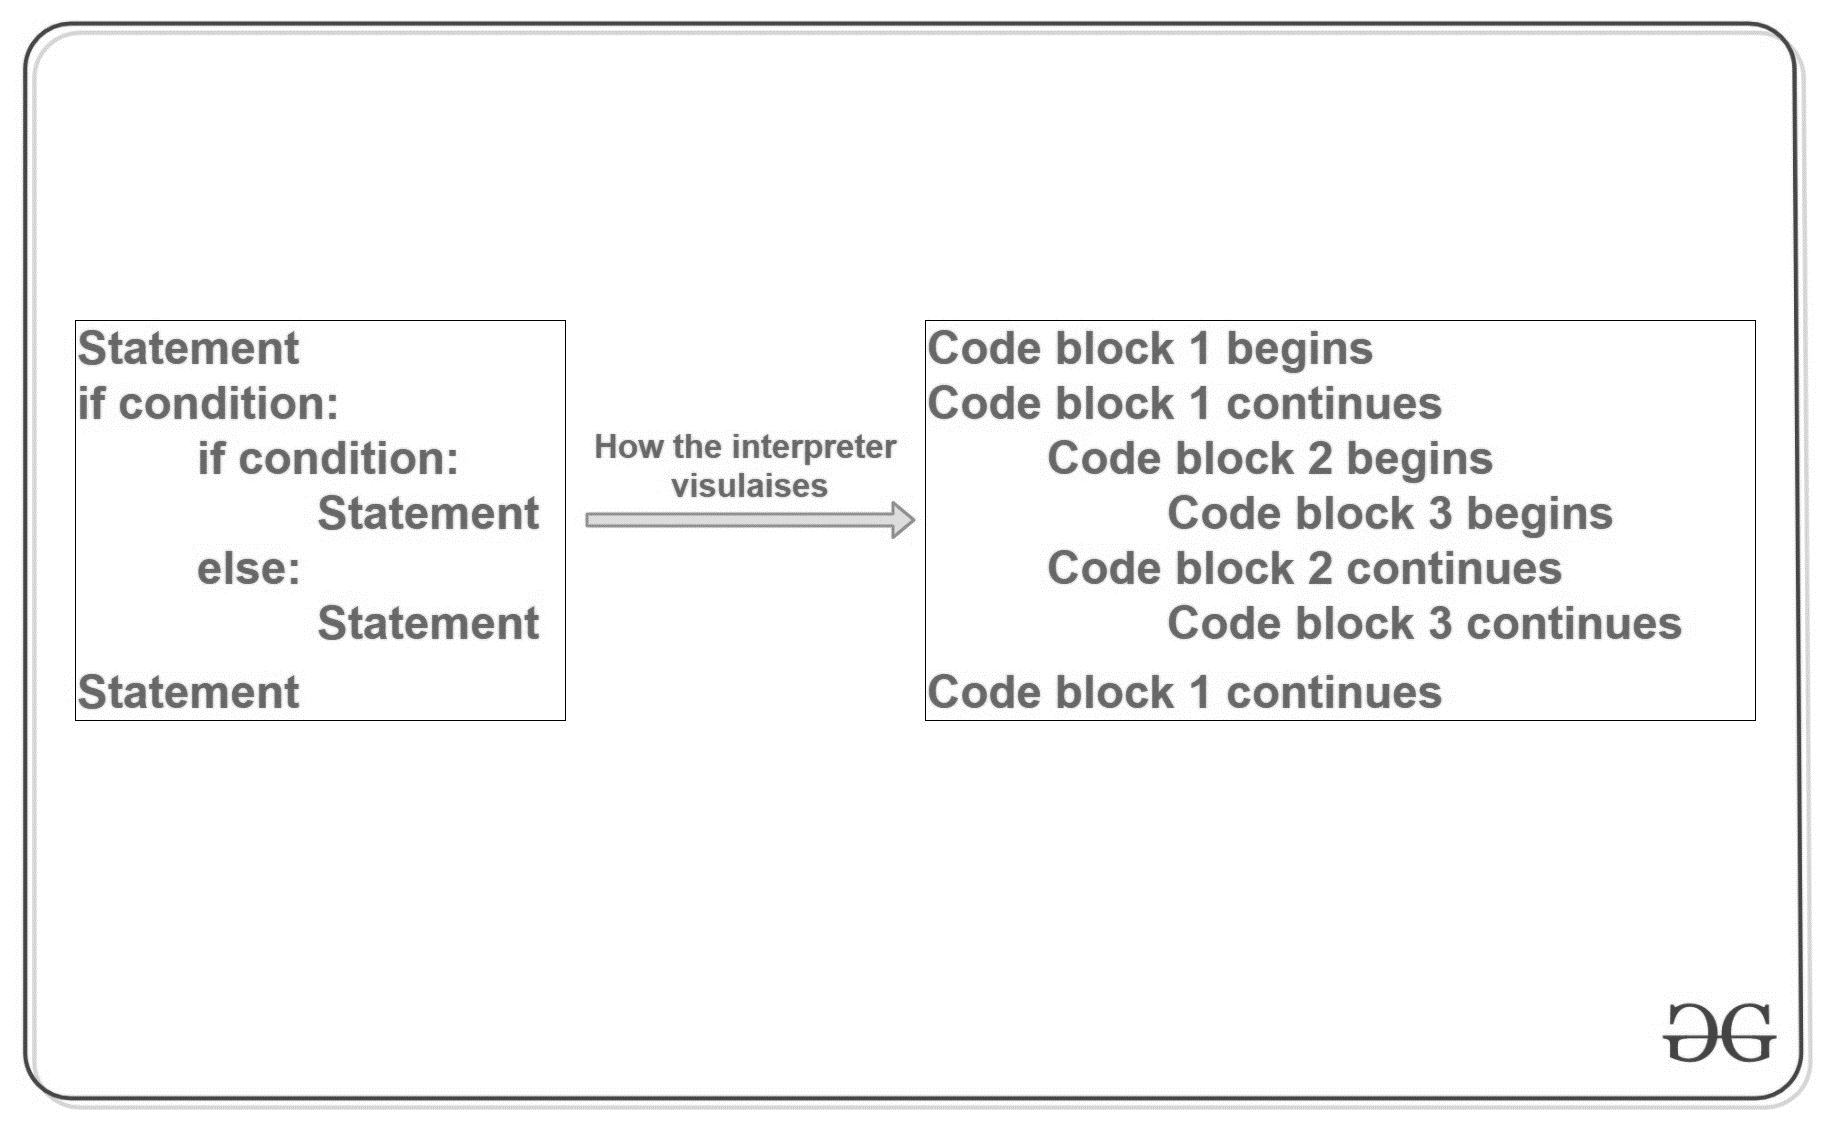 Statement
if condition:
if condition:
Statement
else:
Statement
Statement
How the interpreter
visulaises
Code block 1 begins
Code block 1 continues
Code block 2 begins
Code block 3 begins
Code block 2 continues
Code block 3 continues
Code block 1 continues